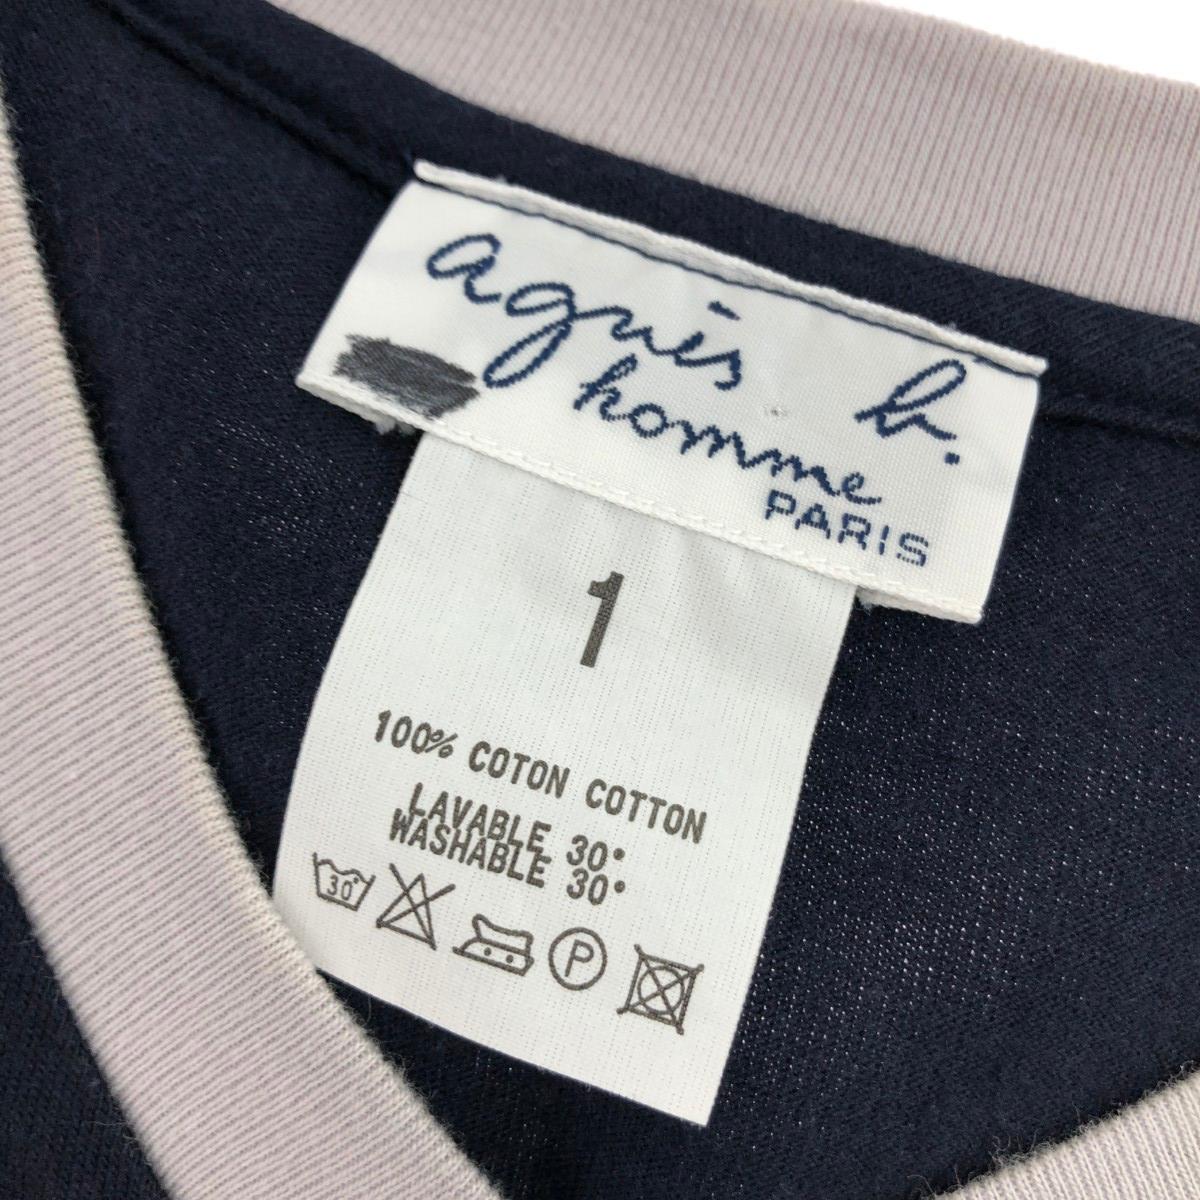 agnès b.
homme
PARIS
1
100% COTON COTTON
LAVABLE 30°
WASHABLE 30°
30°
P